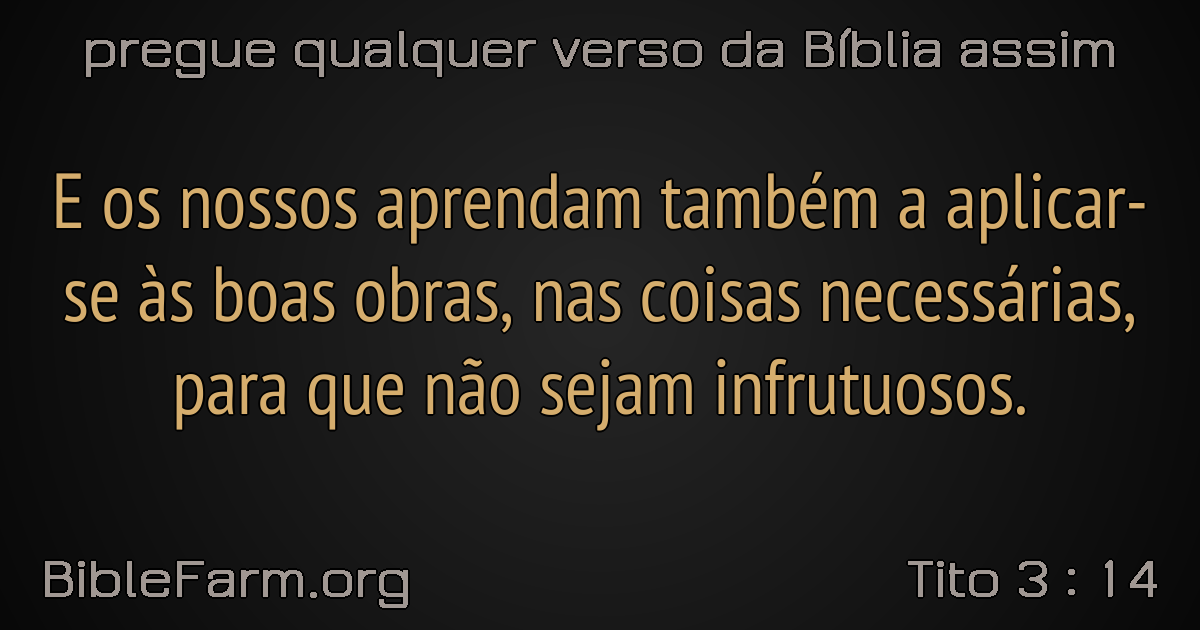 pregue qualquer verso da Bíblia assim
E os nossos aprendam também a aplicar-
se às boas obras, nas coisas necessárias,
para que não sejam infrutuosos.
BibleFarm.org
Tito 3 : 14